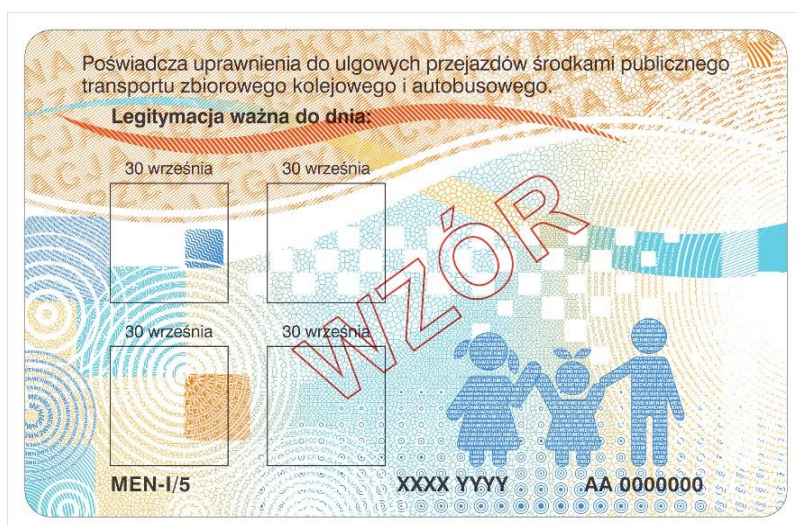 Poświadcza uprawnienia do ulgowych przejazdów środkami publicznego
transportu zbiorowego kolejowego i autobusowego.
Legitymacja ważna do dnia:
30 września 30 września
WZÓR
30 września 30 września
MEN-I/5 XXXX YYYY AA 0000000